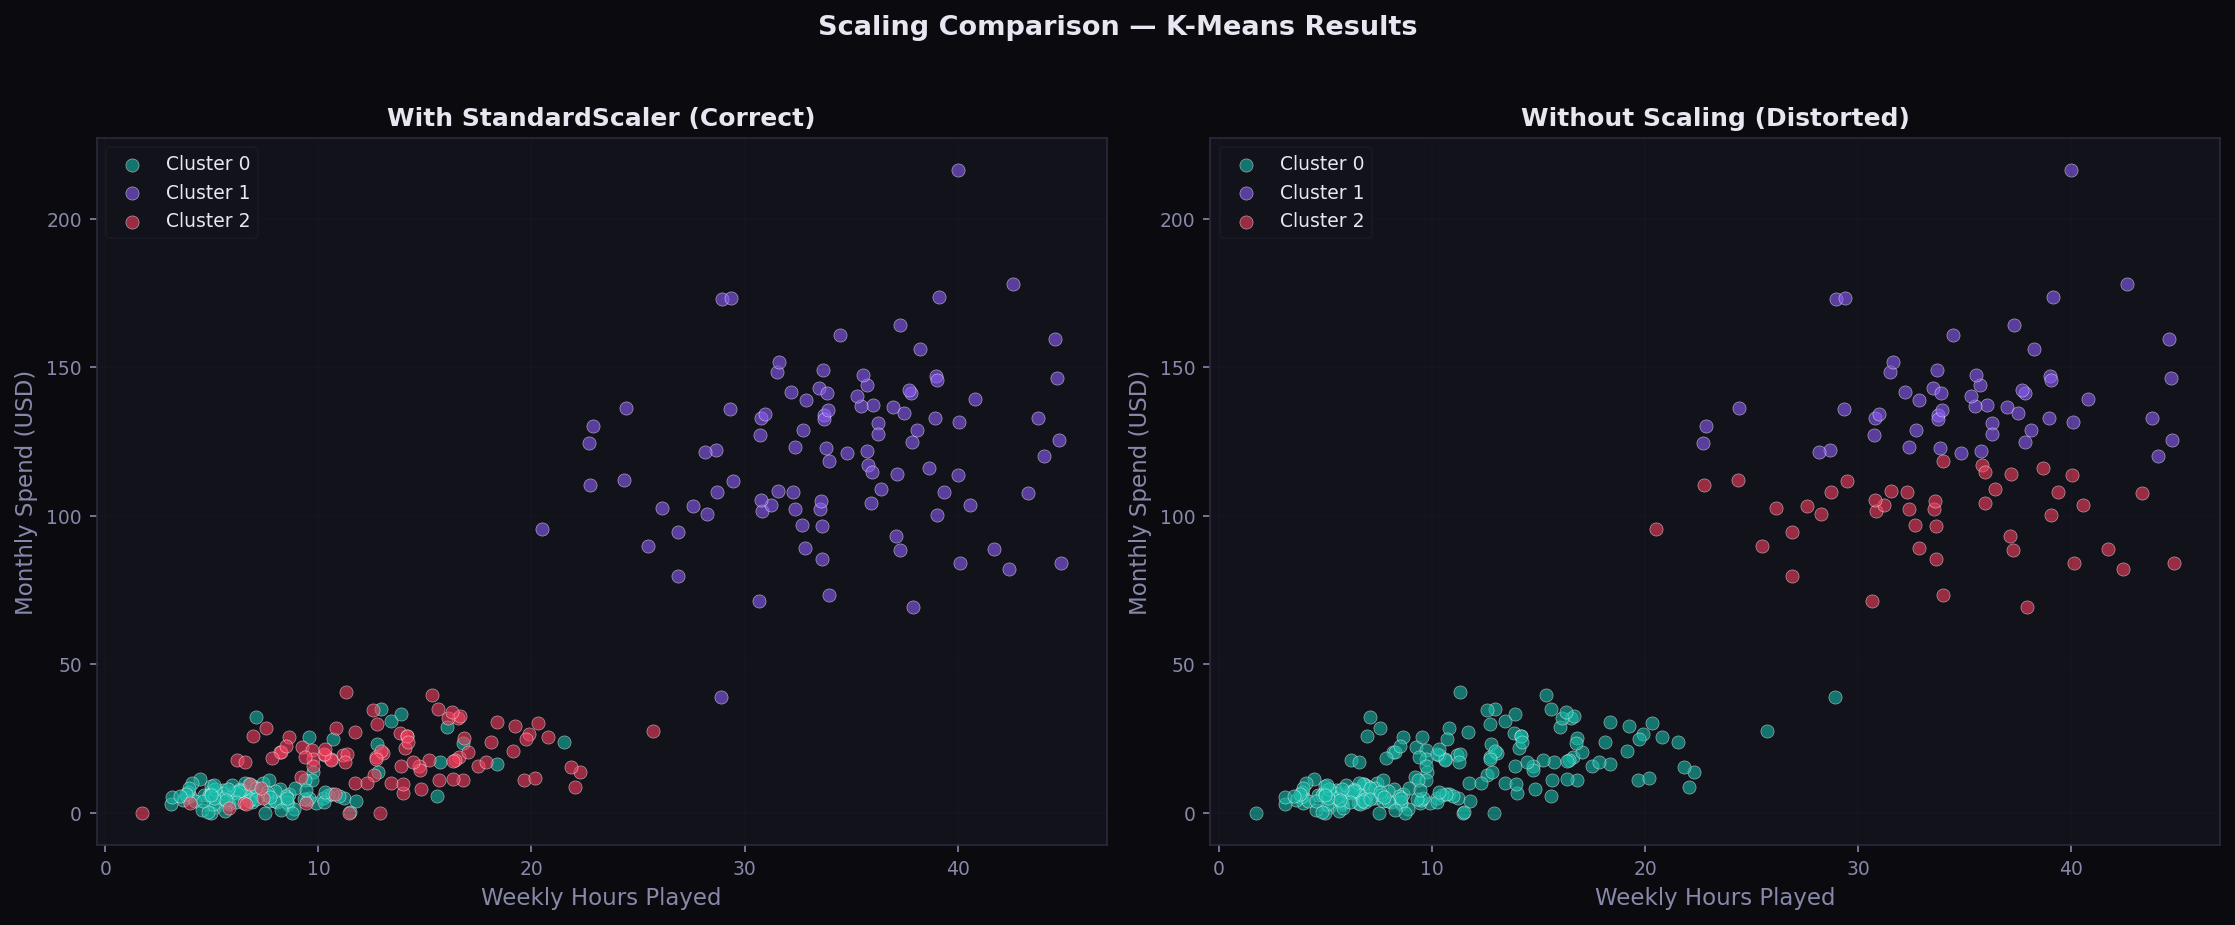 Scaling Comparison — K-Means Results
With StandardScaler (Correct)
Cluster 0
Cluster 1
Cluster 2
200
150
100
50
0
Monthly Spend (USD)
0 10 20 30 40
Weekly Hours Played
Without Scaling (Distorted)
Cluster 0
Cluster 1
Cluster 2
200
150
100
50
0
Monthly Spend (USD)
0 10 20 30 40
Weekly Hours Played